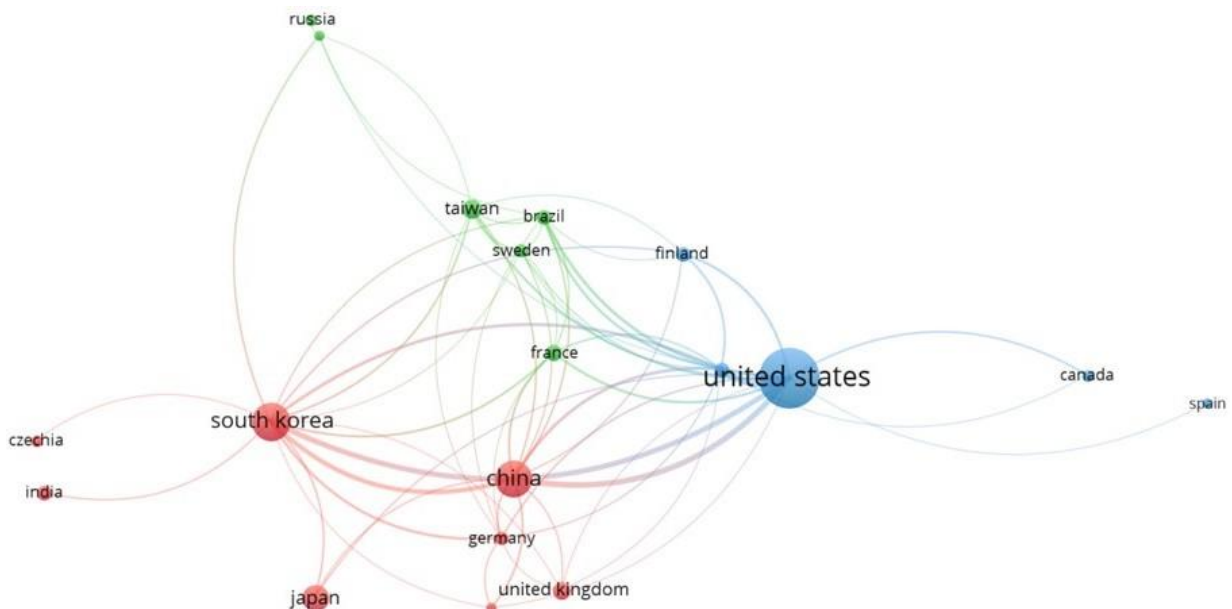 russia
taiwan
brazil
sweden
finland
france
united states
canada
spain
south korea
czechia
china
india
germany
united kingdom
japan